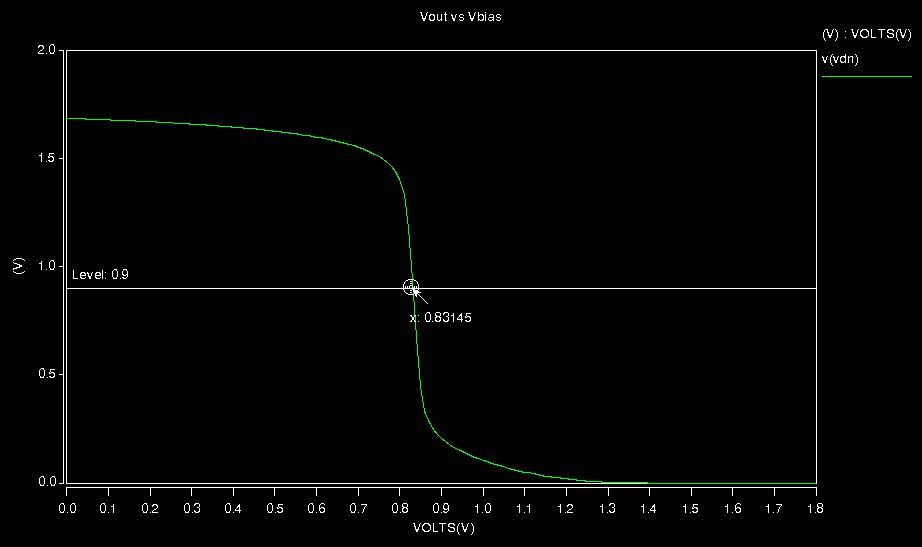 Vout vs Vbias
(V) : VOLTS(V)
v(vdn)
2.0
1.5
1.0
0.5
0.0
(V)
Level: 0.9
x: 0.83145
0.0 0.1 0.2 0.3 0.4 0.5 0.6 0.7 0.8 0.9 1.0 1.1 1.2 1.3 1.4 1.5 1.6 1.7 1.8
VOLTS(V)